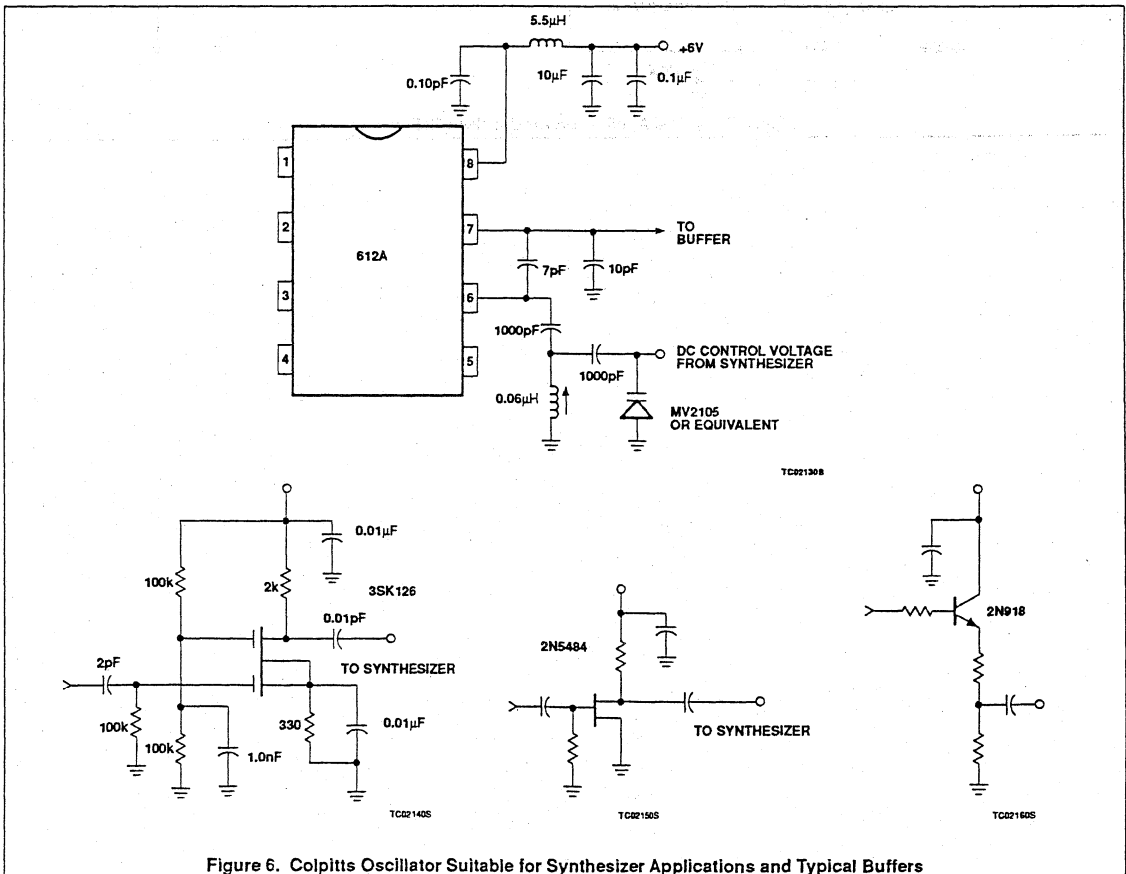 5.5μH
+6V
0.10pF
10μF
0.1μF
1
8
2
7
TO
BUFFER
612A
7pF
10pF
3
6
1000pF
4
5
DC CONTROL VOLTAGE
FROM SYNTHESIZER
1000pF
0.06μH
MV2105
OR EQUIVALENT
TC02130B
0.01μF
100k
2k
3SK126
0.01pF
TO SYNTHESIZER
2pF
100k
100k
330
0.01μF
1.0nF
TC02140S
2N5484
TO SYNTHESIZER
TC02150S
2N918
TC02160S
Figure 6. Colpitts Oscillator Suitable for Synthesizer Applications and Typical Buffers